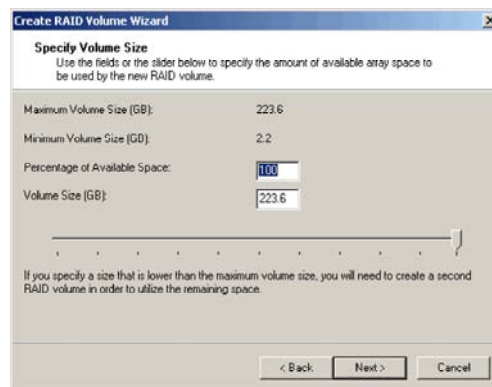 Create RAID Volume Wizard
Specify Volume Size
Use the fields or the slider below to specify the amount of available array space to
be used by the new RAID volume.
Maximum Volume Size (GB): 223.6
Minimum Volume Size (GB): 2.2
Percentage of Available Space: 100
Volume Size (GB): 223.6
If you specify a size that is lower than the maximum volume size, you will need to create a second
RAID volume in order to utilize the remaining space.
< Back Next > Cancel